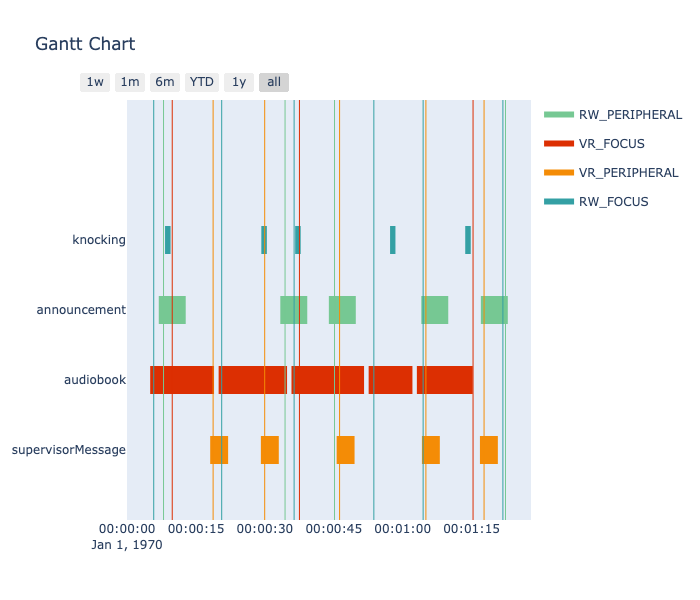 Gantt Chart
1w 1m 6m YTD 1y all
RW_PERIPHERAL
VR_FOCUS
VR_PERIPHERAL
RW_FOCUS
knocking
announcement
audiobook
supervisorMessage
00:00:00 00:00:15 00:00:30 00:00:45 00:01:00 00:01:15
Jan 1, 1970